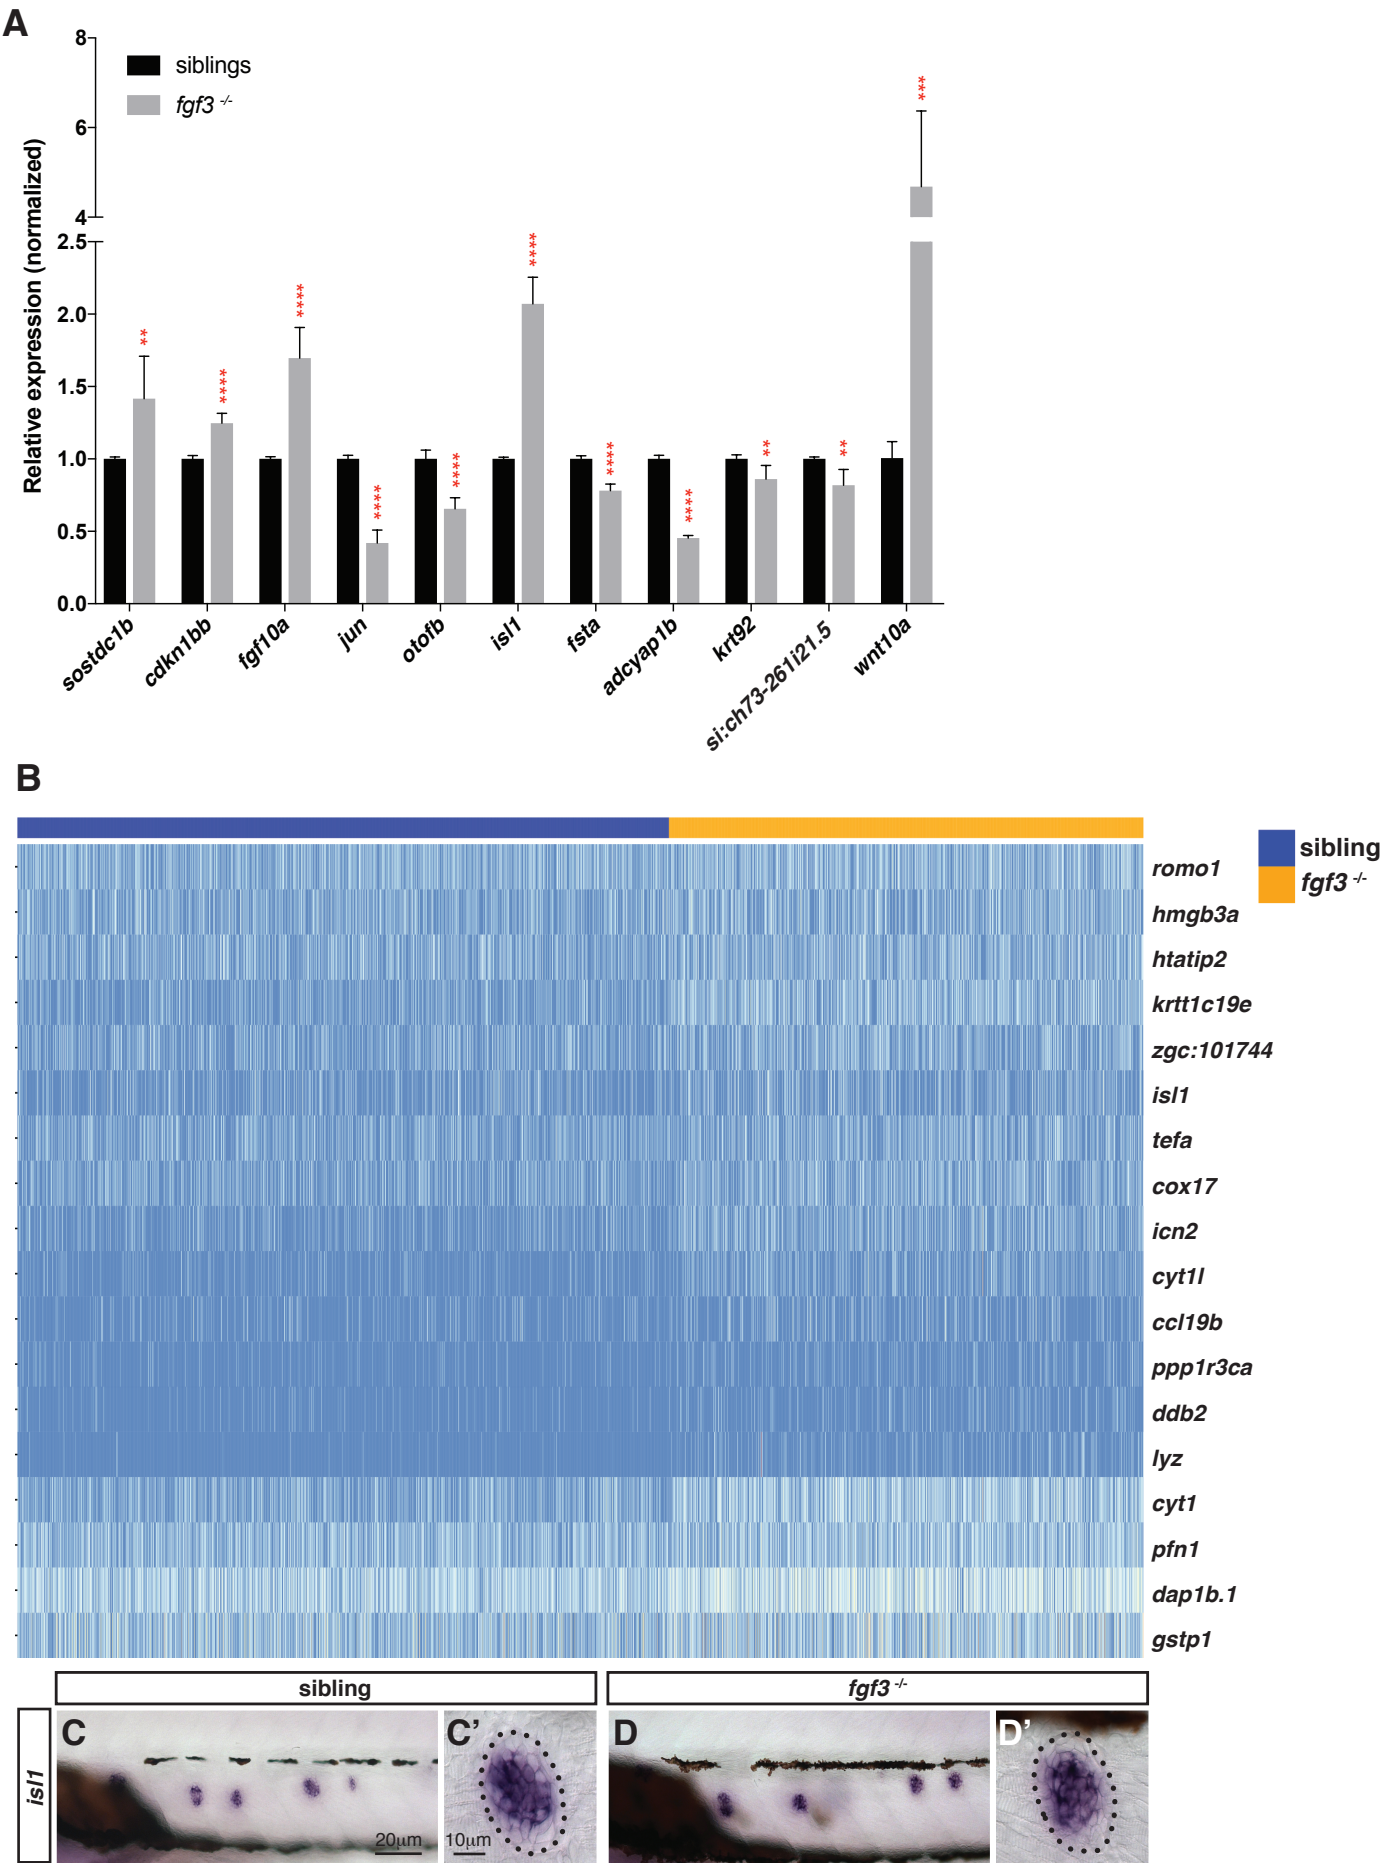 A
8
6
4
2.5
2.0
1.5
1.0
0.5
0.0
Relative expression (normalized)
siblings
fgf3 -/-
**
****
****
****
****
****
****
****
**
**
***
sostdc1b
cdkn1bb
fgf10a
jun
otofb
isl1
fsta
adcyap1b
krt92
si:ch73-261i21.5
wnt10a
B
sibling
fgf3 -/-
romo1
hmgb3a
htatip2
krtt1c19e
zgc:101744
isl1
tefa
cox17
icn2
cyt1l
ccl19b
ppp1r3ca
ddb2
lyz
cyt1
pfn1
dap1b.1
gstp1
sibling
fgf3 -/-
isl1
C
20µm
C'
10µm
D
D'